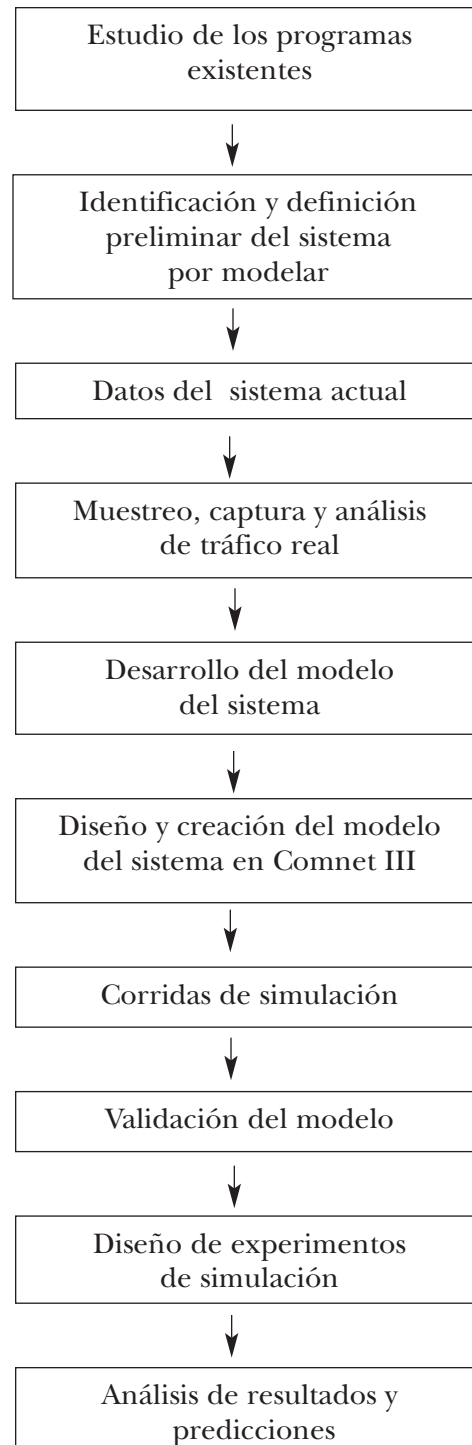 Estudio de los programas
existentes
Identificación y definición
preliminar del sistema
por modelar
Datos del sistema actual
Muestreo, captura y análisis
de tráfico real
Desarrollo del modelo
del sistema
Diseño y creación del modelo
del sistema en Comnet III
Corridas de simulación
Validación del modelo
Diseño de experimentos
de simulación
Análisis de resultados y
predicciones